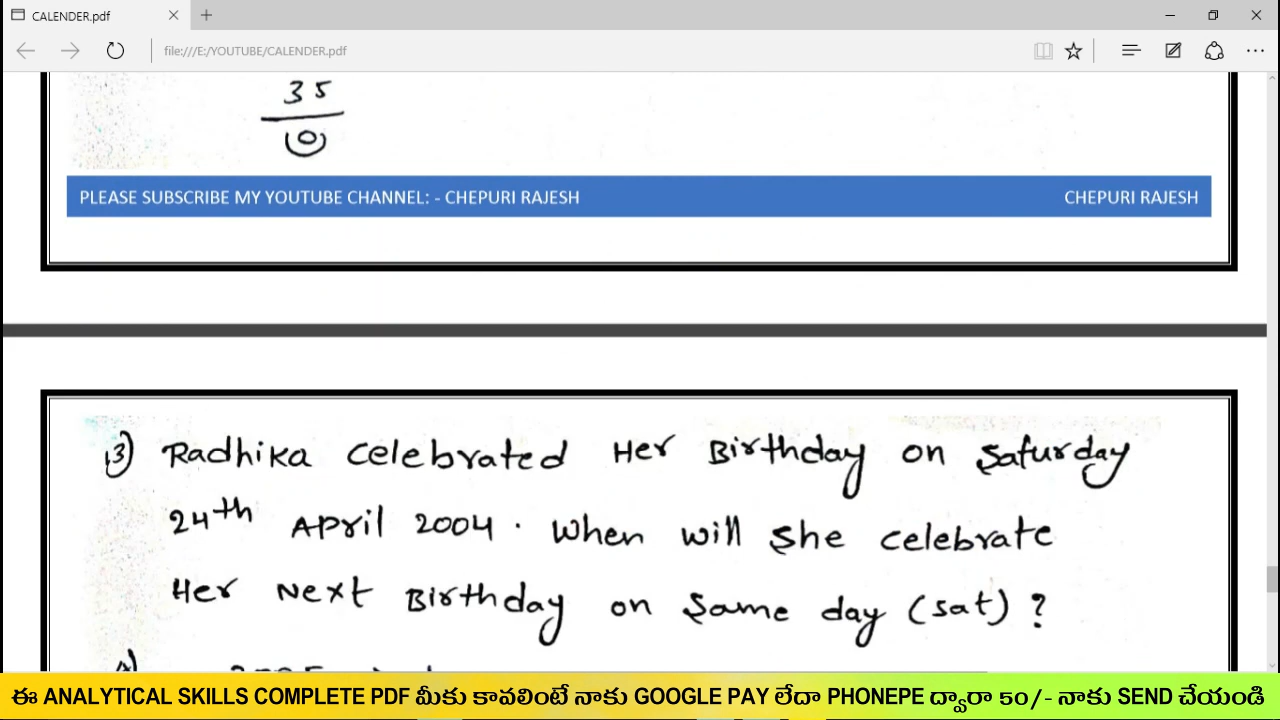 CALENDER.pdf
file:///E:/YOUTUBE/CALENDER.pdf
35
0
PLEASE SUBSCRIBE MY YOUTUBE CHANNEL: - CHEPURI RAJESH CHEPURI RAJESH
13) Radhika celebrated Her Birthday on Saturday
24th April 2004. When will she celebrate
Her Next Birthday on same day (sat) ?
ఈ ANALYTICAL SKILLS COMPLETE PDF మీకు కావలింటే నాకు GOOGLE PAY లేదా PHONEPE ద్వారా 50/- నాకు SEND చేయండి